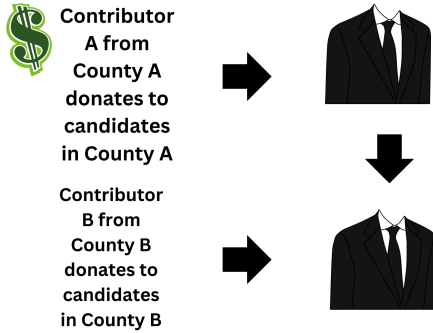 Contributor
A from
County A
donates to
candidates
in County A
Contributor
B from
County B
donates to
candidates
in County B